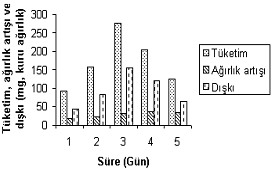 Tüketim, ağırlık artışı ve
dışkı (mg, kuru ağırlık)
300
250
200
150
100
50
0
1 2 3 4 5
Süre (Gün)
Tüketim
Ağırlık artışı
Dışkı